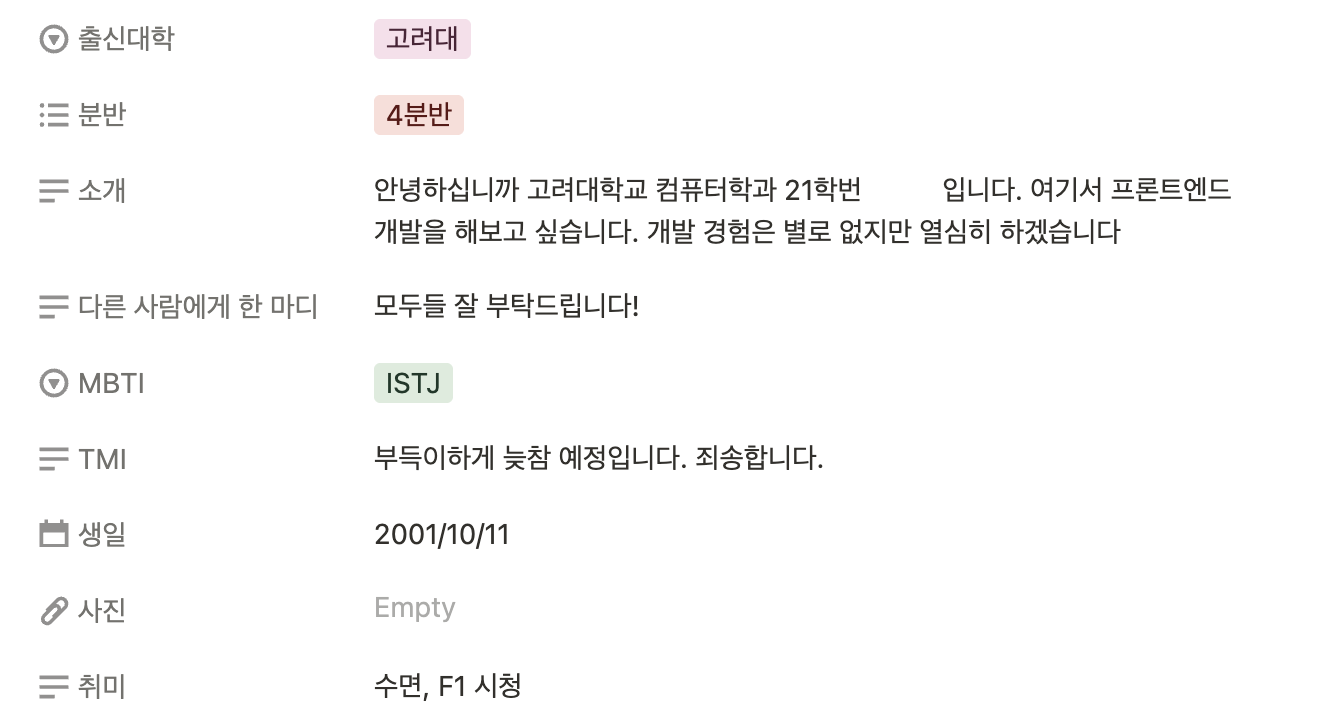 출신대학 고려대
분반 4분반
소개 안녕하십니까 고려대학교 컴퓨터학과 21학번 입니다. 여기서 프론트엔드
개발을 해보고 싶습니다. 개발 경험은 별로 없지만 열심히 하겠습니다
다른 사람에게 한 마디 모두들 잘 부탁드립니다!
MBTI ISTJ
TMI 부득이하게 늦참 예정입니다. 죄송합니다.
생일 2001/10/11
사진 Empty
취미 수면, F1 시청